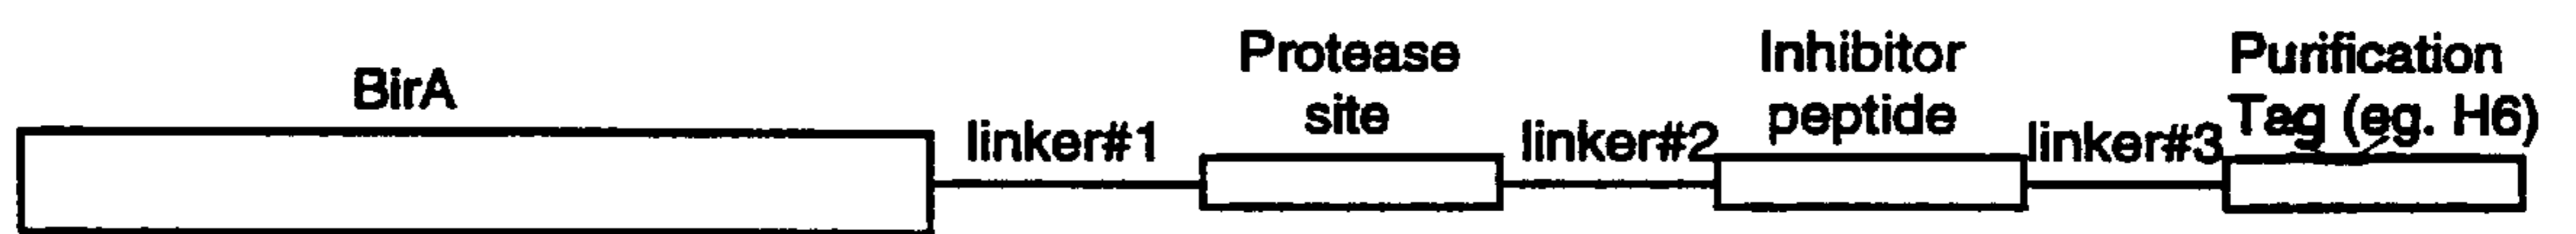 BirA
linker#1
Protease
site
linker#2
Inhibitor
peptide
linker#3
Purification
Tag (eg. H6)